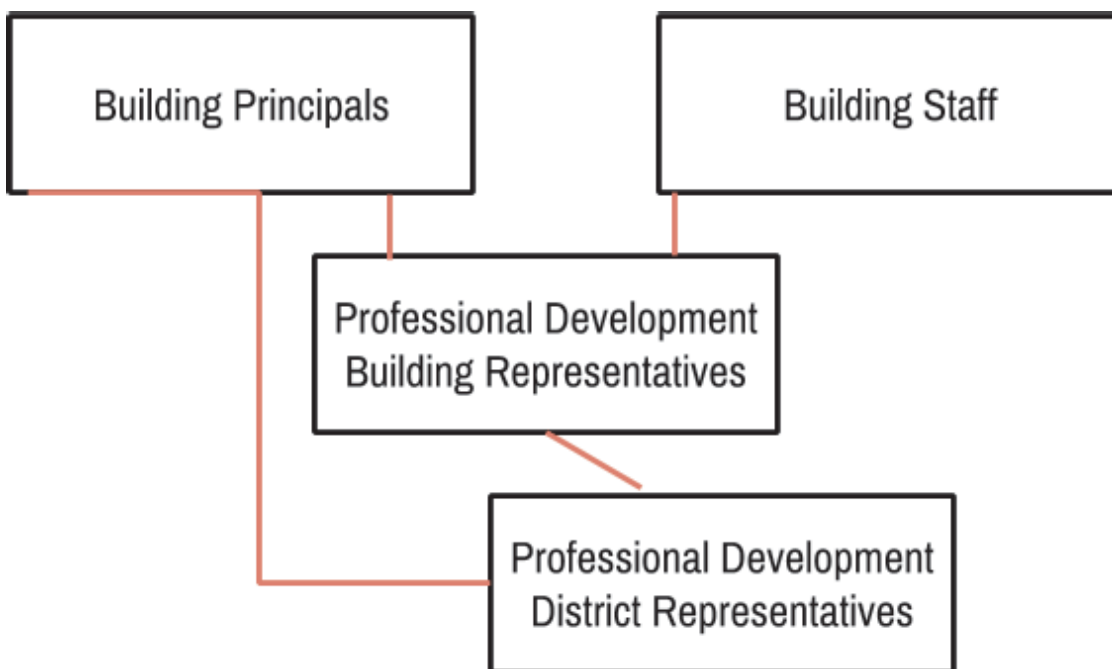 Building Principals
Building Staff
Professional Development
Building Representatives
Professional Development
District Representatives